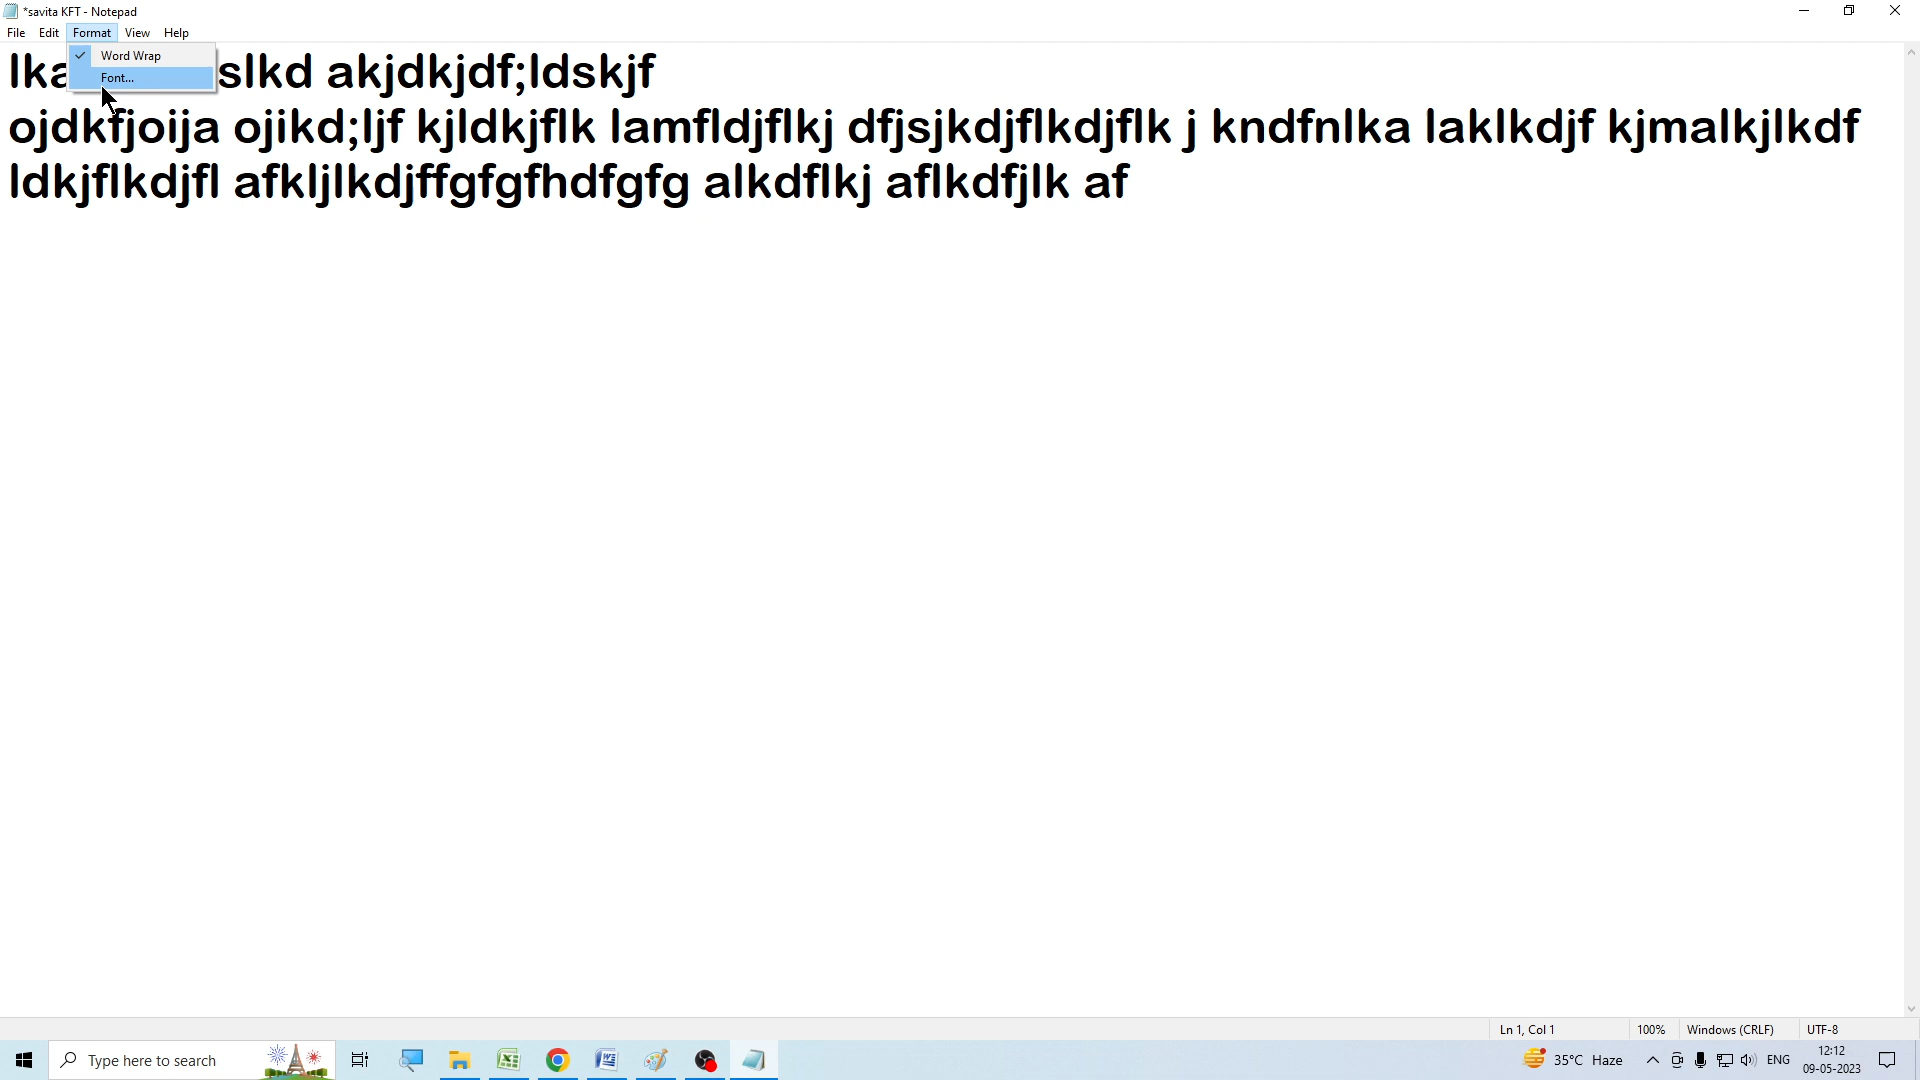 *savita KFT - Notepad
File Edit Format View Help
Word Wrap
Font...
slkd akjdkjdf;ldskjf
ojdkfjoija ojikd;ljf kjldkjflk lamfldjflkj dfjsjkdjflkdjflk j kndfnlka laklkdjf kjmalkjlkdf
ldkjflkdjfl afkljlkdjffgfgfhdfgfg alkdflkj aflkdfjlk af
Ln 1, Col 1 100% Windows (CRLF) UTF-8
Type here to search 35°C Haze ENG 12:12
09-05-2023